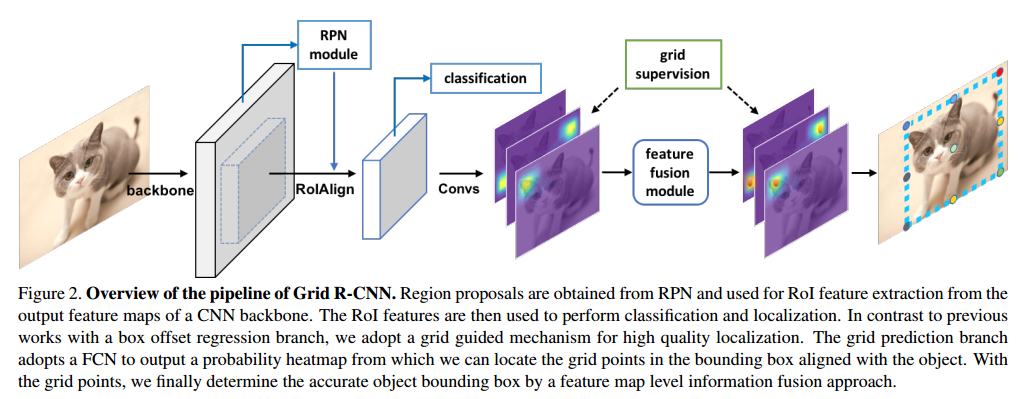 RPN
module
classification
grid
supervision
backbone
RoIAlign
Convs
feature
fusion
module
Figure 2. Overview of the pipeline of Grid R-CNN. Region proposals are obtained from RPN and used for RoI feature extraction from the
output feature maps of a CNN backbone. The RoI features are then used to perform classification and localization. In contrast to previous
works with a box offset regression branch, we adopt a grid guided mechanism for high quality localization. The grid prediction branch
adopts a FCN to output a probability heatmap from which we can locate the grid points in the bounding box aligned with the object. With
the grid points, we finally determine the accurate object bounding box by a feature map level information fusion approach.